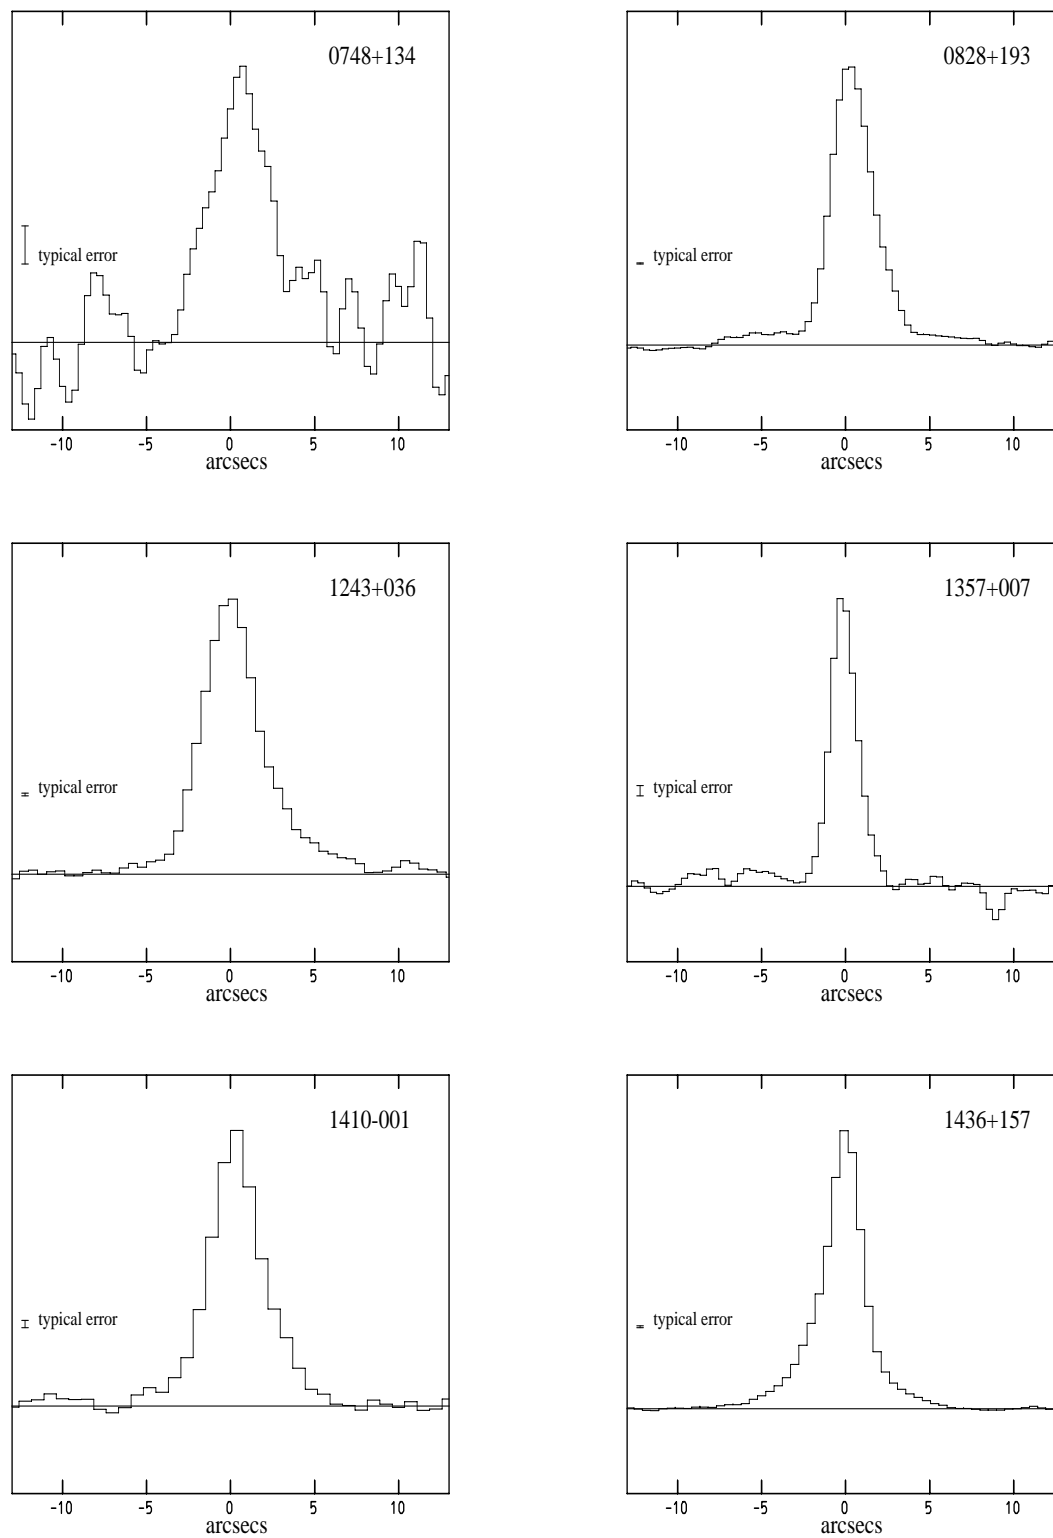 0748+134
typical error
-10 -5 0 5 10
arcsecs
0828+193
typical error
-10 -5 0 5 10
arcsecs
1243+036
typical error
-10 -5 0 5 10
arcsecs
1357+007
typical error
-10 -5 0 5 10
arcsecs
1410-001
typical error
-10 -5 0 5 10
arcsecs
1436+157
typical error
-10 -5 0 5 10
arcsecs